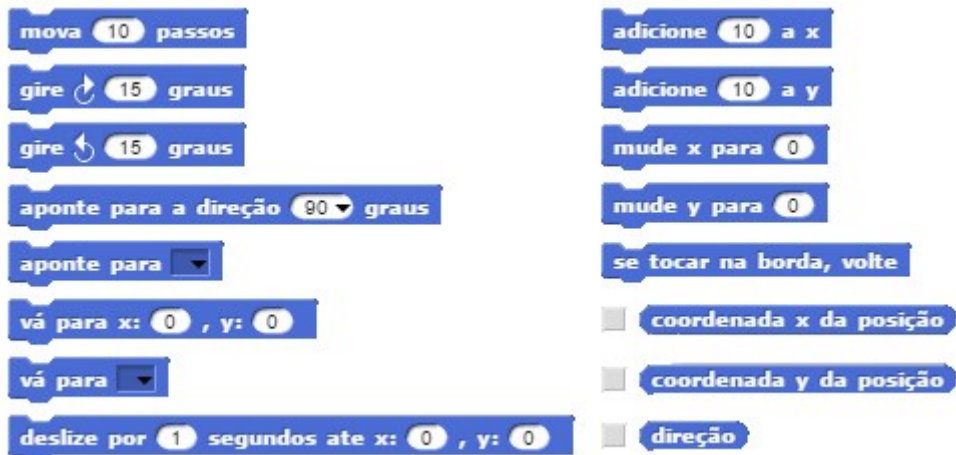 mova 10 passos
gire 15 graus
gire 15 graus
aponte para a direção 90 graus
aponte para
vá para x: 0 , y: 0
vá para
deslize por 1 segundos ate x: 0 , y: 0
adicione 10 a x
adicione 10 a y
mude x para 0
mude y para 0
se tocar na borda, volte
coordenada x da posição
coordenada y da posição
direção